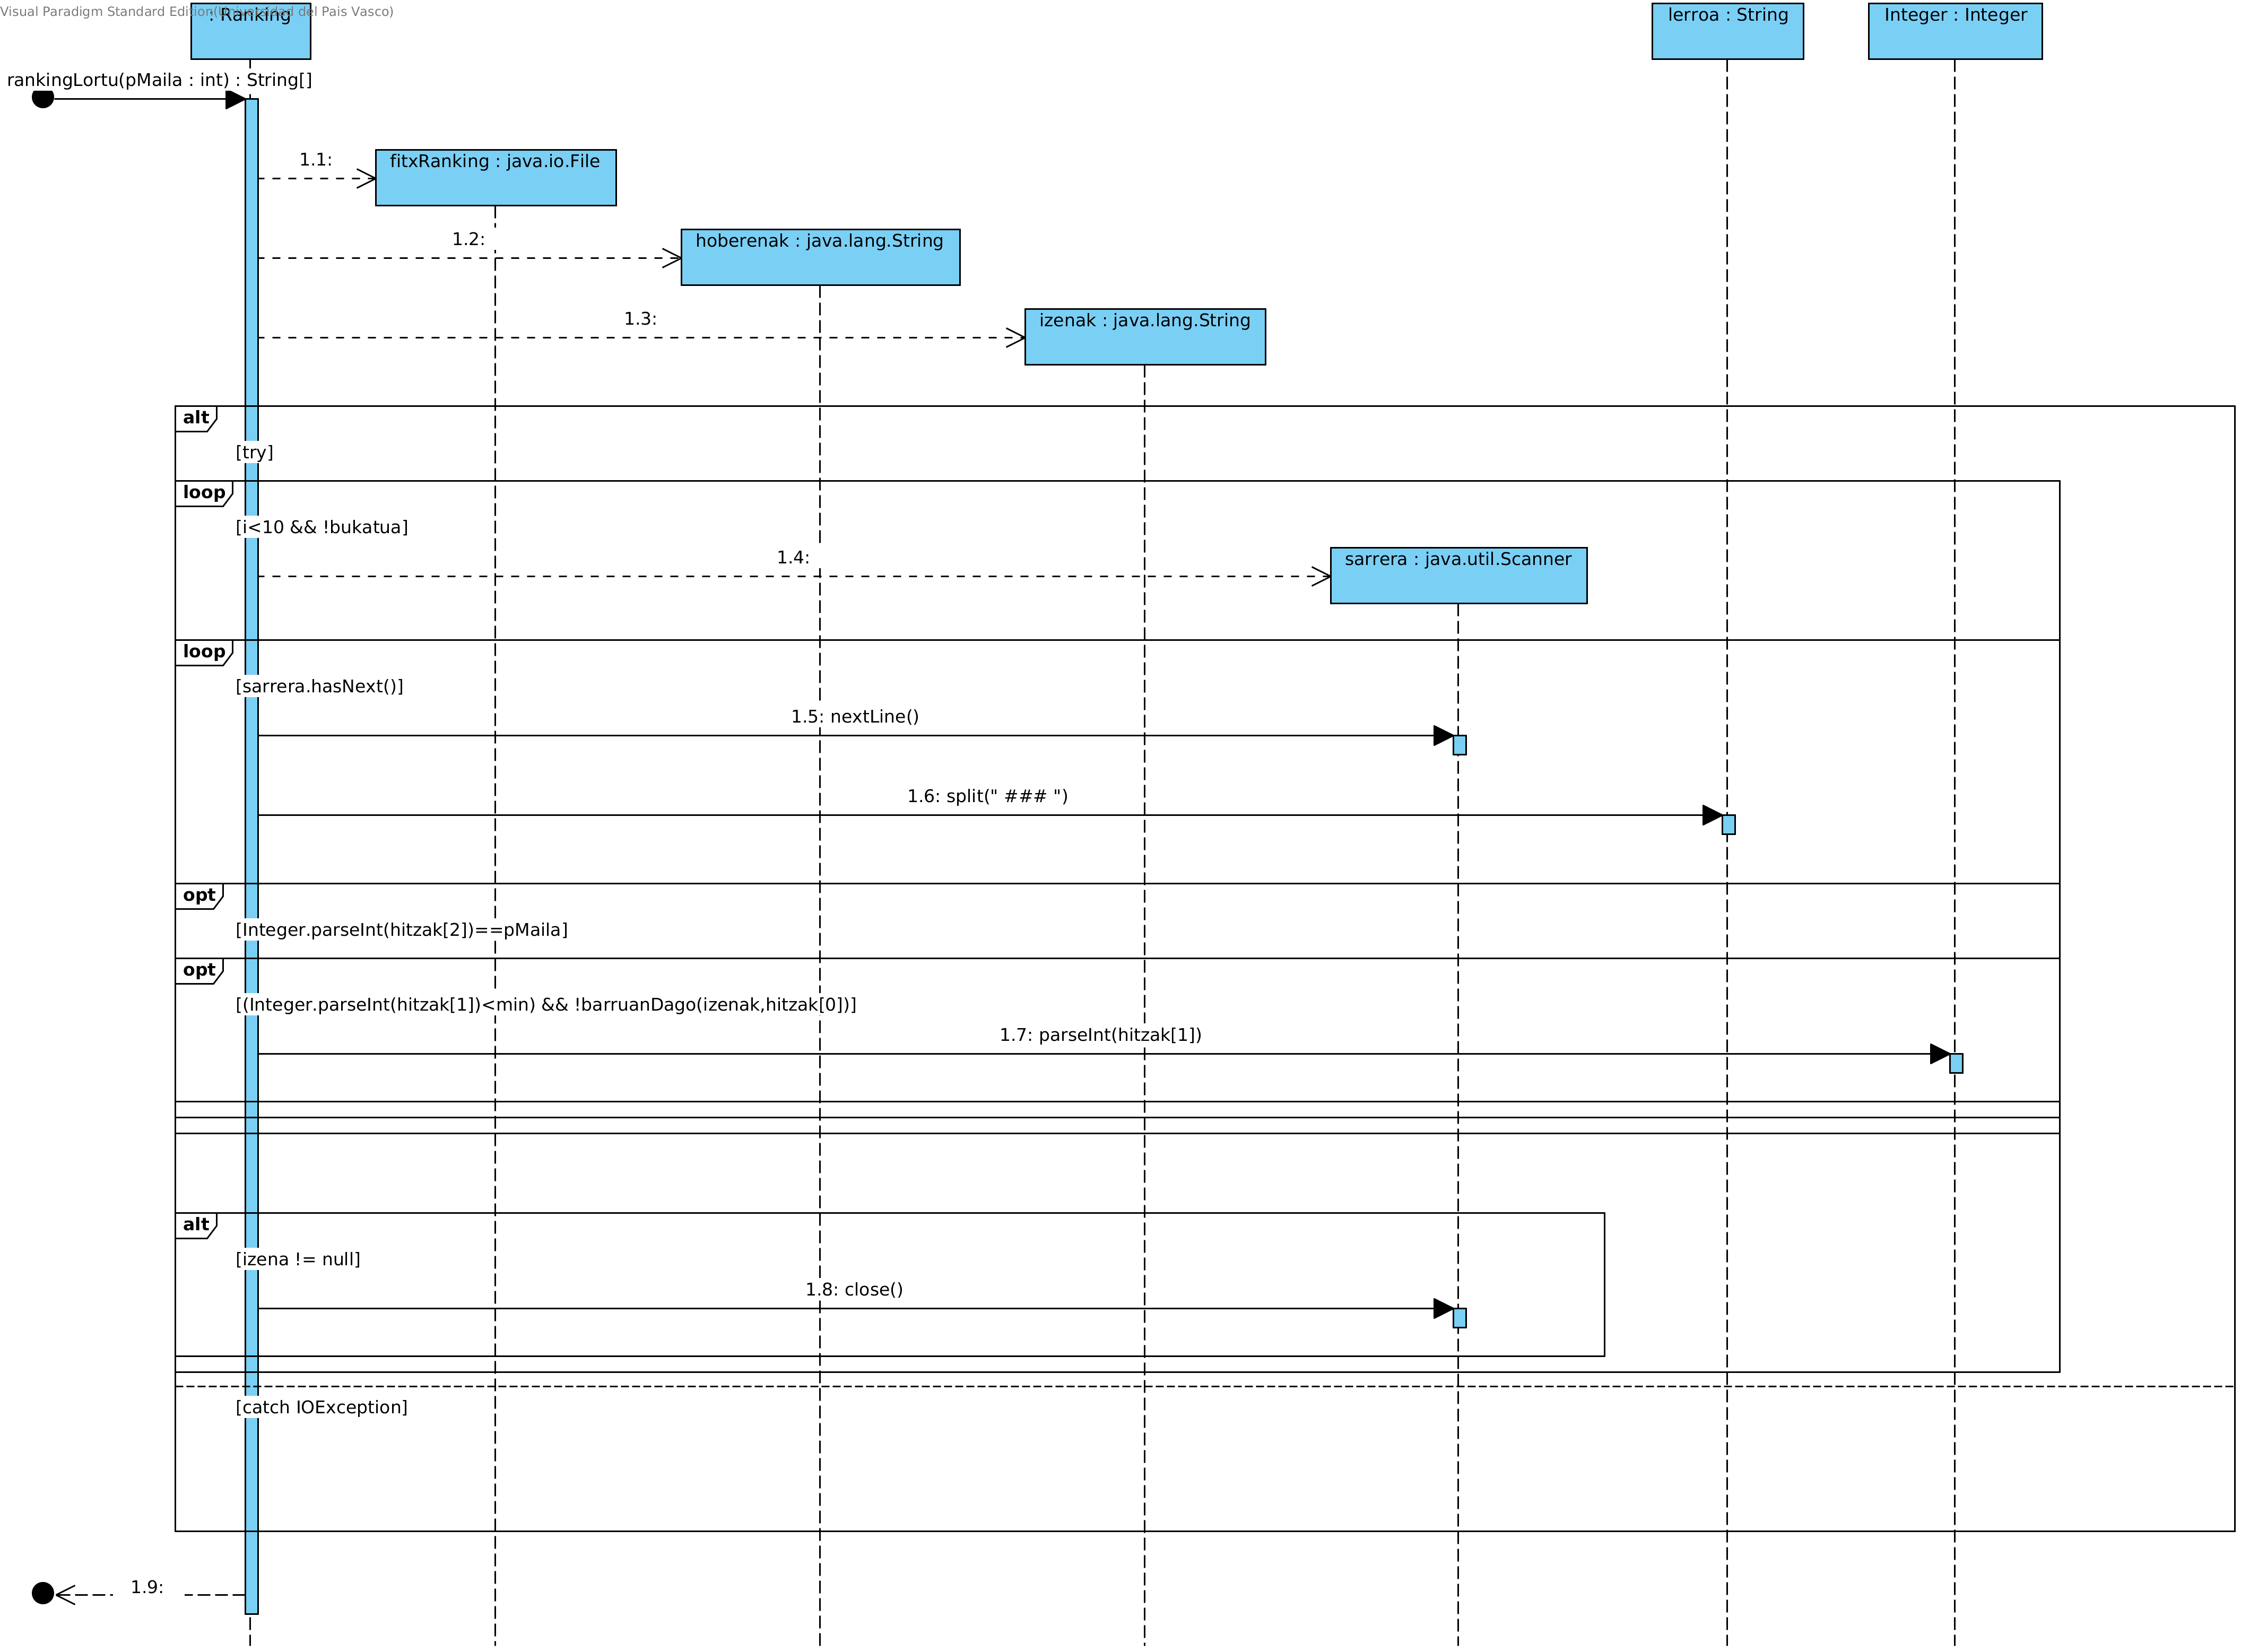 Visual Paradigm Standard Edition(Universidad del Pais Vasco)
: Ranking
lerroa : String
Integer : Integer
rankingLortu(pMaila : int) : String[]
1.1:
fitxRanking : java.io.File
1.2:
hoberenak : java.lang.String
1.3:
izenak : java.lang.String
alt
[try]
loop
[i<10 && !bukatua]
1.4:
sarrera : java.util.Scanner
loop
[sarrera.hasNext()]
1.5: nextLine()
1.6: split(" ### ")
opt
[Integer.parseInt(hitzak[2])==pMaila]
opt
[(Integer.parseInt(hitzak[1])<min) && !barruanDago(izenak,hitzak[0])]
1.7: parseInt(hitzak[1])
alt
[izena != null]
1.8: close()
[catch IOException]
1.9: